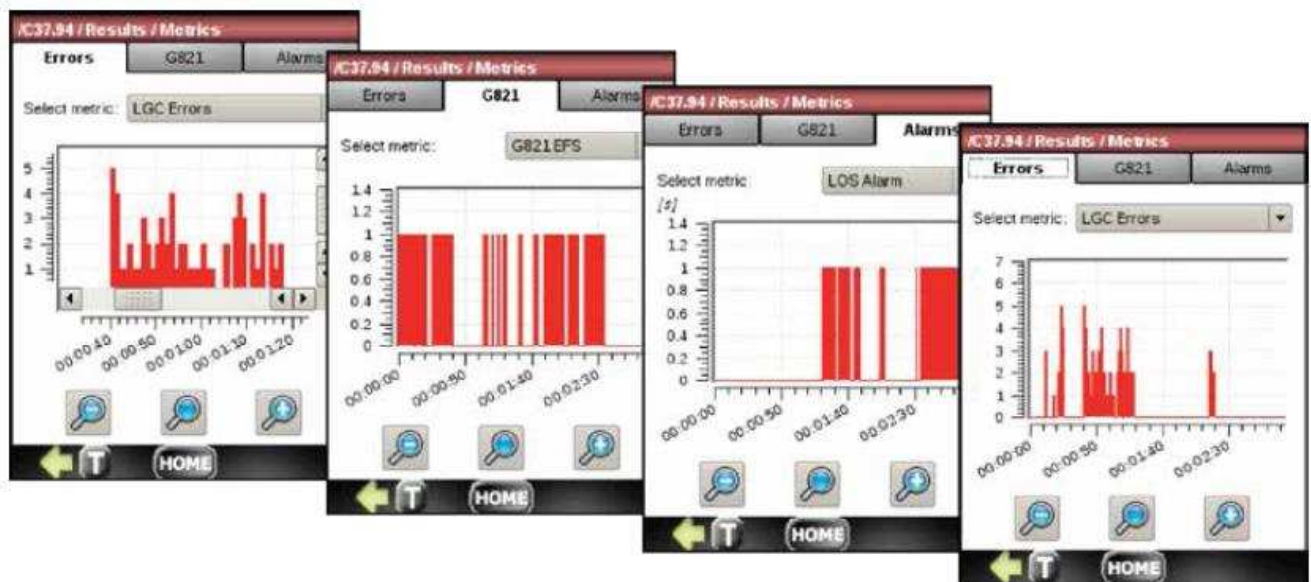 /C37.94 / Results / Metrics
Errors G821 Alarms
Select metric: LGC Errors
5
4
3
2
1
00:00:40 00:00:50 00:01:00 00:01:10 00:01:20
T HOME
/C37.94 / Results / Metrics
Errors G821 Alarms
Select metric: G821 EFS
1.4
1.2
1
0.8
0.6
0.4
0.2
0
00:00:00 00:00:50 00:01:40 00:02:30
T HOME
/C37.94 / Results / Metrics
Errors G821 Alarms
Select metric LOS Alarm
[s]
1.4
1.2
1
0.8
0.6
0.4
0.2
0
00:00:00 00:00:50 00:01:40 00:02:30
T HOME
/C37.94 / Results / Metrics
Errors G821 Alarms
Select metric: LGC Errors
7
6
5
4
3
2
1
0
00:00:00 00:00:50 00:01:40 00:02:30
T HOME